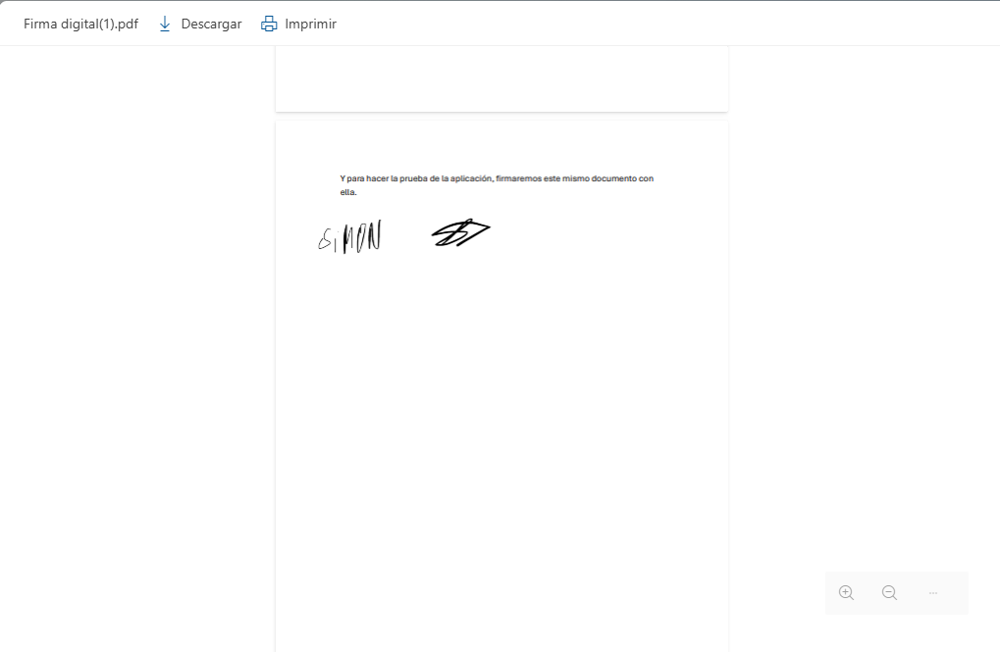 Firma digital(1).pdf Descargar Imprimir
Y para hacer la prueba de la aplicación, firmaremos este mismo documento con
ella.
SiMON